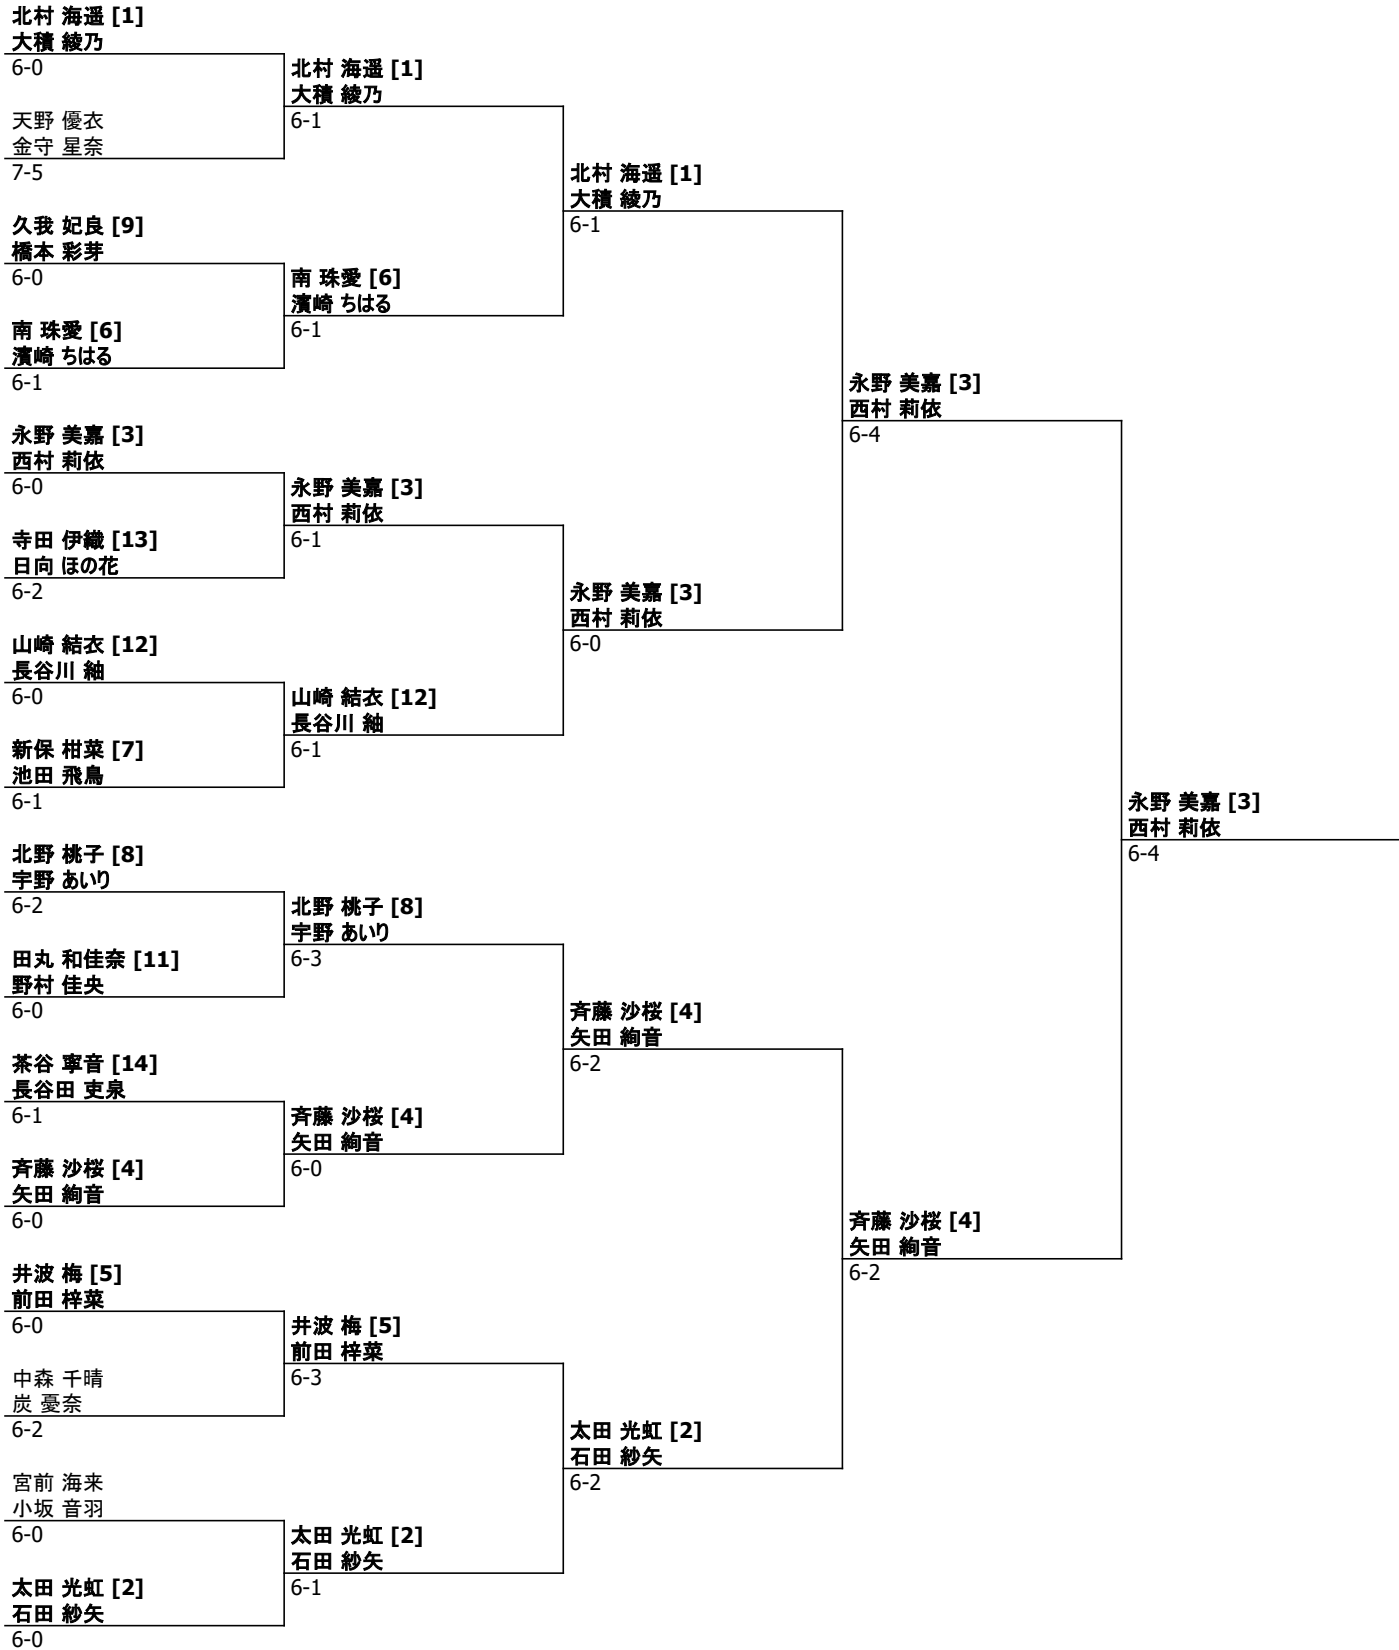 北村 海遥 [1]
大積 綾乃
6-0
天野 優衣
金守 星奈
7-5
久我 妃良 [9]
橋本 彩芽
6-0
南 珠愛 [6]
濱崎 ちはる
6-1
永野 美嘉 [3]
西村 莉依
6-0
寺田 伊織 [13]
日向 ほの花
6-2
山崎 結衣 [12]
長谷川 紬
6-0
新保 柑菜 [7]
池田 飛鳥
6-1
北野 桃子 [8]
宇野 あいり
6-2
田丸 和佳奈 [11]
野村 佳央
6-0
茶谷 寧音 [14]
長谷田 吏泉
6-1
斉藤 沙桜 [4]
矢田 絢音
6-0
井波 梅 [5]
前田 梓菜
6-0
中森 千晴
炭 憂奈
6-2
宮前 海来
小坂 音羽
6-0
太田 光虹 [2]
石田 紗矢
6-0
北村 海遥 [1]
大積 綾乃
6-1
南 珠愛 [6]
濱崎 ちはる
6-1
永野 美嘉 [3]
西村 莉依
6-1
山崎 結衣 [12]
長谷川 紬
6-1
北野 桃子 [8]
宇野 あいり
6-3
斉藤 沙桜 [4]
矢田 絢音
6-0
井波 梅 [5]
前田 梓菜
6-3
太田 光虹 [2]
石田 紗矢
6-1
北村 海遥 [1]
大積 綾乃
6-1
永野 美嘉 [3]
西村 莉依
6-0
斉藤 沙桜 [4]
矢田 絢音
6-2
太田 光虹 [2]
石田 紗矢
6-2
永野 美嘉 [3]
西村 莉依
6-4
斉藤 沙桜 [4]
矢田 絢音
6-2
永野 美嘉 [3]
西村 莉依
6-4